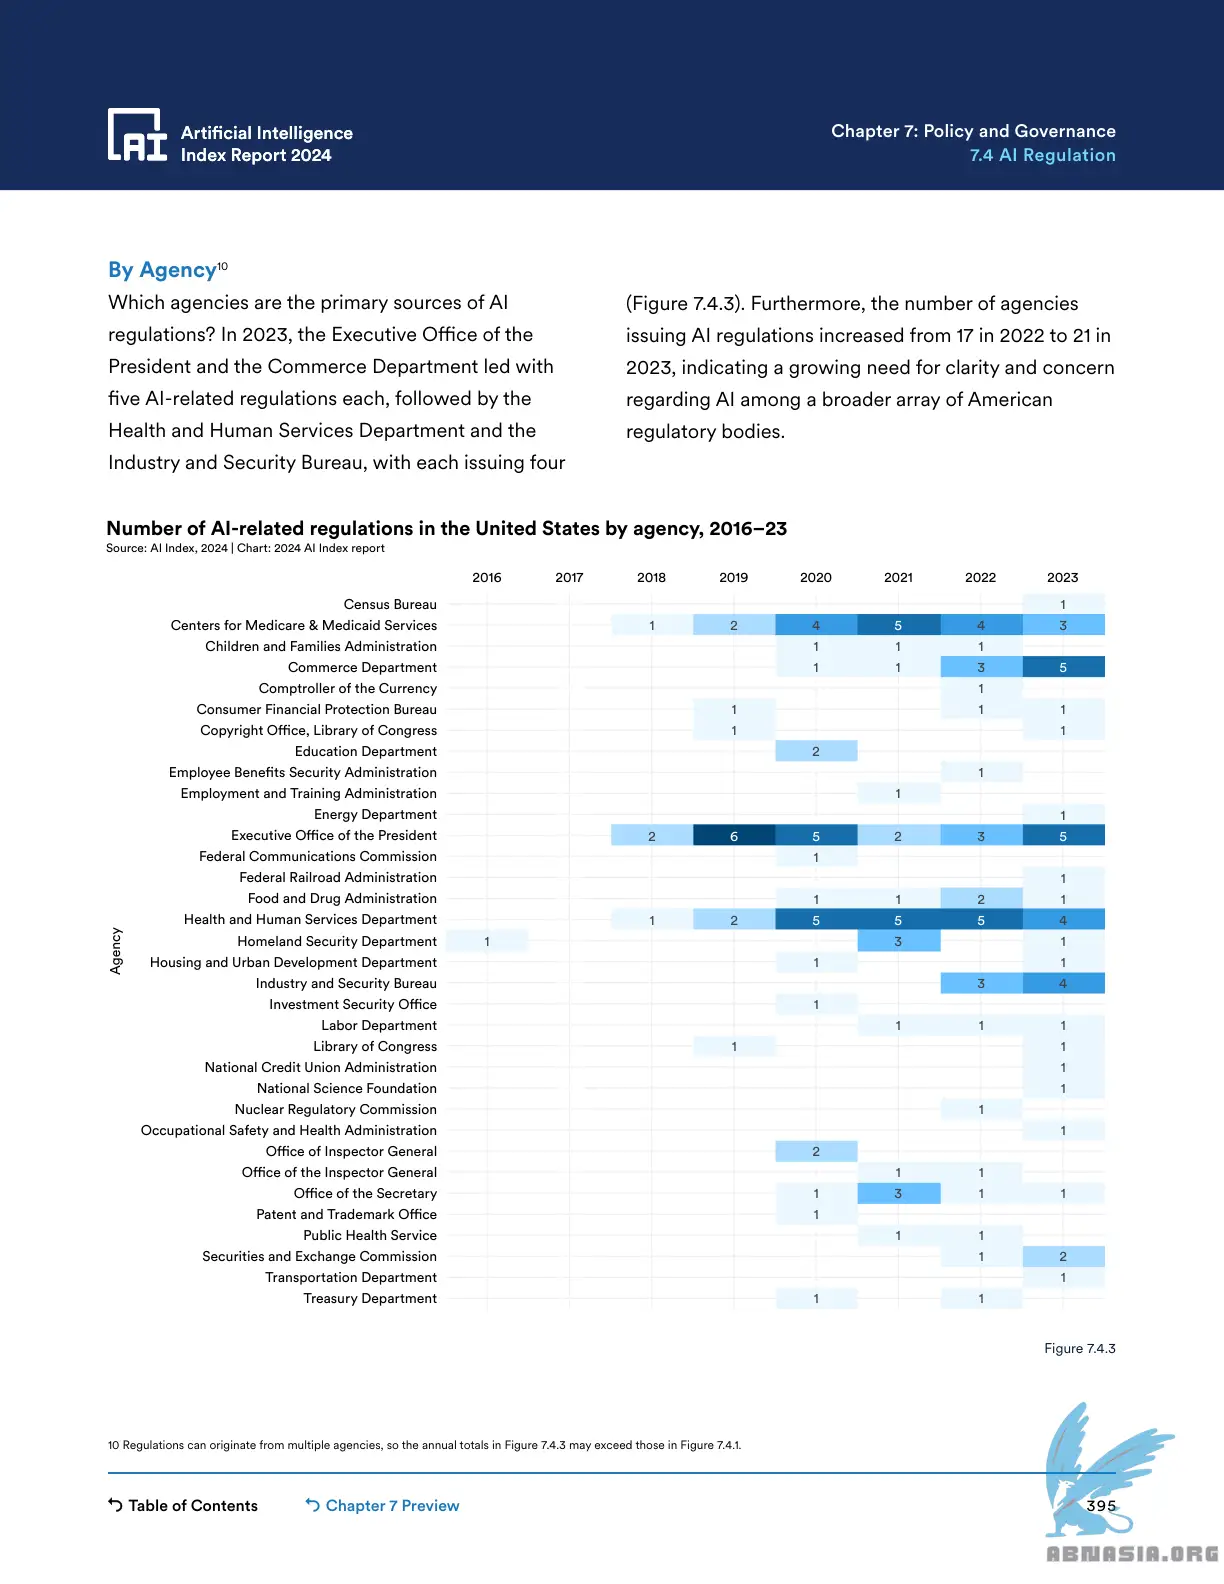 Artificial Intelligence
Index Report 2024
Chapter 7: Policy and Governance
7.4 AI Regulation
By Agency10
Which agencies are the primary sources of AI
regulations? In 2023, the Executive Office of the
President and the Commerce Department led with
five AI-related regulations each, followed by the
Health and Human Services Department and the
Industry and Security Bureau, with each issuing four
(Figure 7.4.3). Furthermore, the number of agencies
issuing AI regulations increased from 17 in 2022 to 21 in
2023, indicating a growing need for clarity and concern
regarding AI among a broader array of American
regulatory bodies.
Number of AI-related regulations in the United States by agency, 2016–23
Source: AI Index, 2024 | Chart: 2024 AI Index report
2016 2017 2018 2019 2020 2021 2022 2023
Census Bureau 1
Centers for Medicare & Medicaid Services 1 2 4 5 4 3
Children and Families Administration 1 1 1
Commerce Department 1 1 3 5
Comptroller of the Currency 1
Consumer Financial Protection Bureau 1 1 1
Copyright Office, Library of Congress 1 1
Education Department 2
Employee Benefits Security Administration 1
Employment and Training Administration 1
Energy Department 1
Executive Office of the President 2 6 5 2 3 5
Federal Communications Commission 1
Federal Railroad Administration 1
Food and Drug Administration 1 1 2 1
Health and Human Services Department 1 2 5 5 5 4
Homeland Security Department 1 3 1
Housing and Urban Development Department 1 1
Industry and Security Bureau 3 4
Investment Security Office 1
Labor Department 1 1 1
Library of Congress 1 1
National Credit Union Administration 1
National Science Foundation 1
Nuclear Regulatory Commission 1
Occupational Safety and Health Administration 1
Office of Inspector General 2
Office of the Inspector General 1 1
Office of the Secretary 1 3 1 1
Patent and Trademark Office 1
Public Health Service 1 1
Securities and Exchange Commission 1 2
Transportation Department 1
Treasury Department 1 1
Agency
Figure 7.4.3
10 Regulations can originate from multiple agencies, so the annual totals in Figure 7.4.3 may exceed those in Figure 7.4.1.
Table of Contents
Chapter 7 Preview
395
ABNASIA.ORG